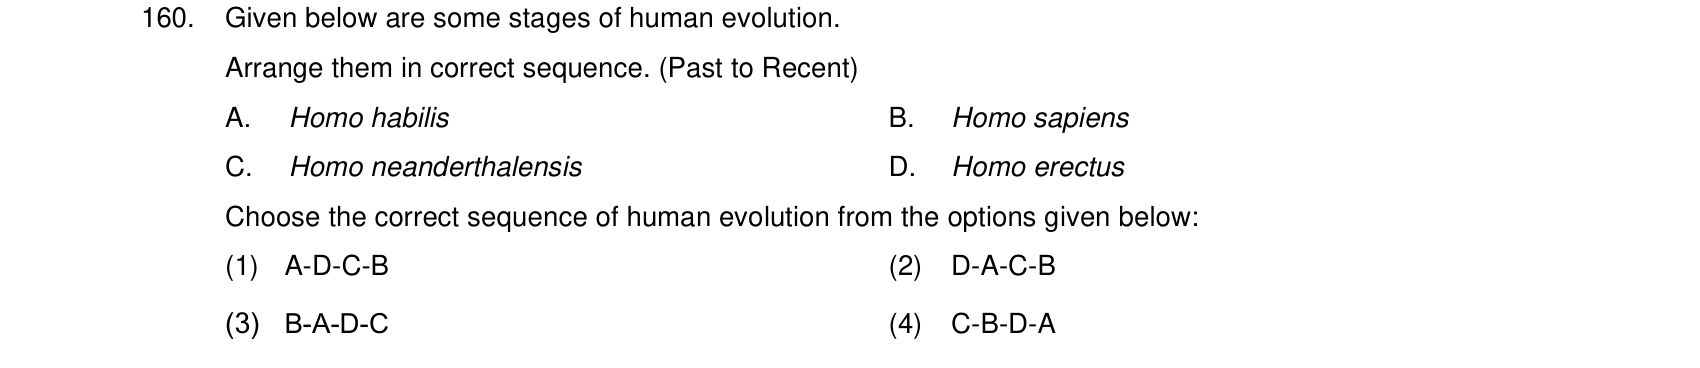 160. Given below are some stages of human evolution.
Arrange them in correct sequence. (Past to Recent)
A. Homo habilis B. Homo sapiens
C. Homo neanderthalensis D. Homo erectus
Choose the correct sequence of human evolution from the options given below:
(1) A-D-C-B (2) D-A-C-B
(3) B-A-D-C (4) C-B-D-A